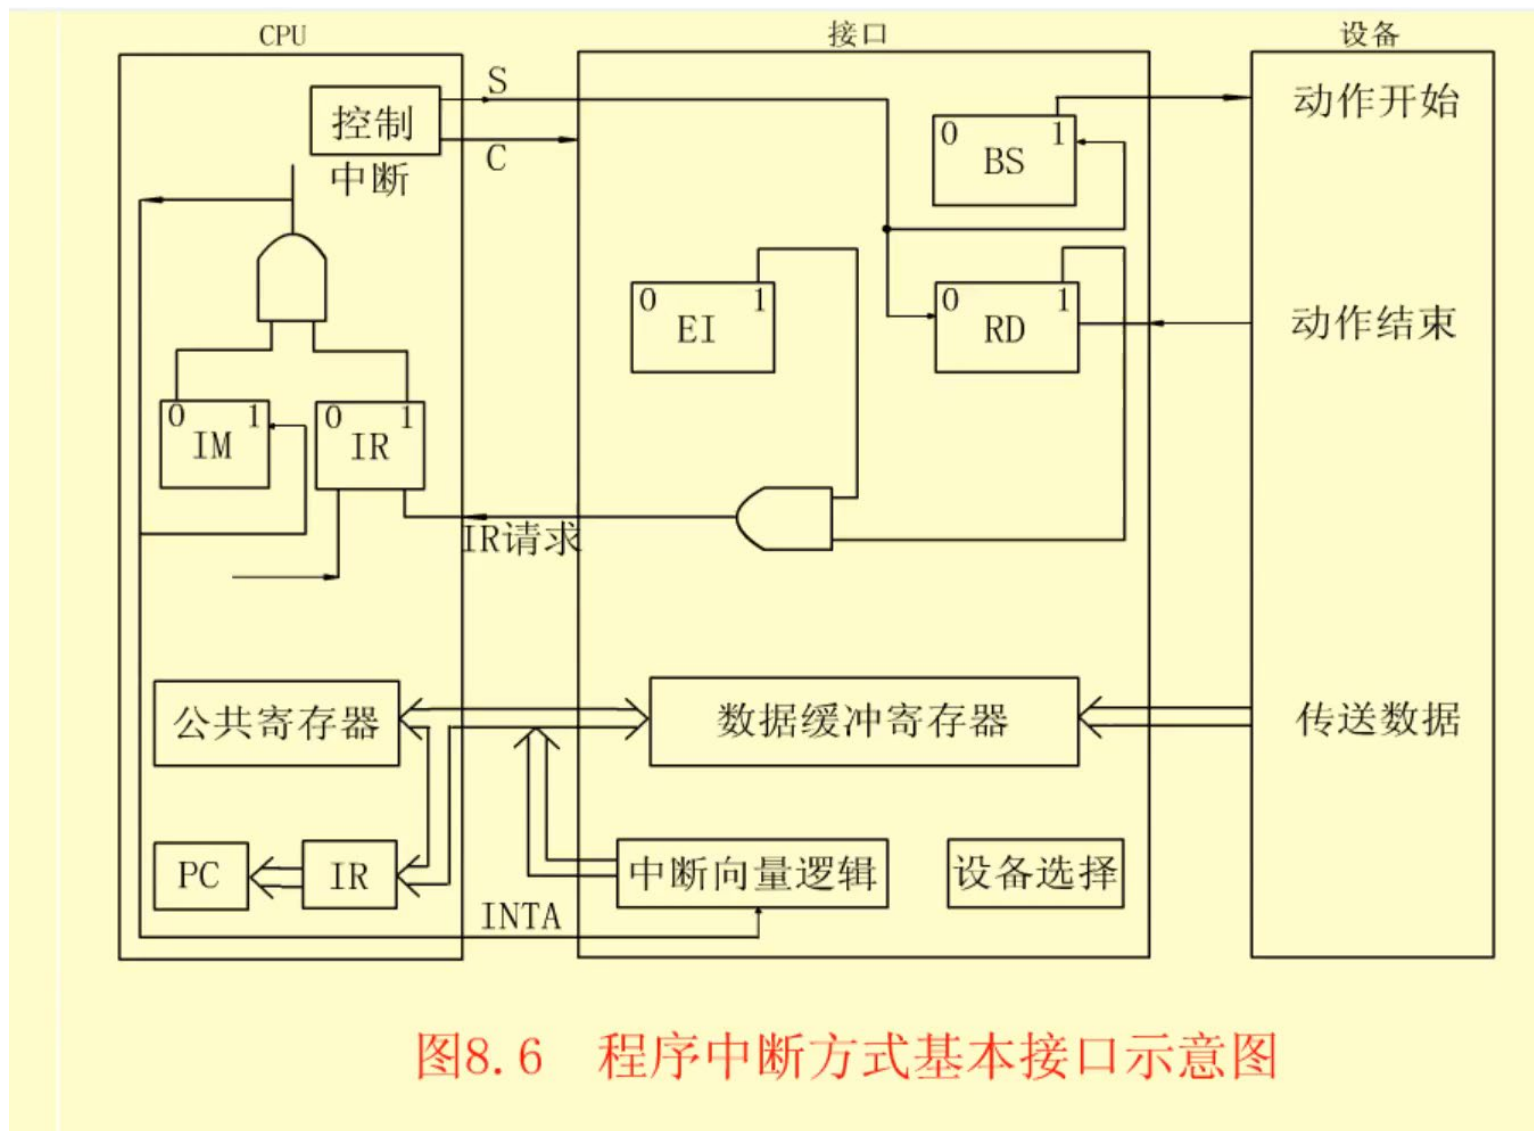 CPU
接口
设备
S
控制
C
中断
0 1
BS
动作开始
0 1
EI
0 1
RD
动作结束
0 1
IM
0 1
IR
IR请求
公共寄存器
数据缓冲寄存器
传送数据
PC
IR
中断向量逻辑
设备选择
INTA
图8.6 程序中断方式基本接口示意图